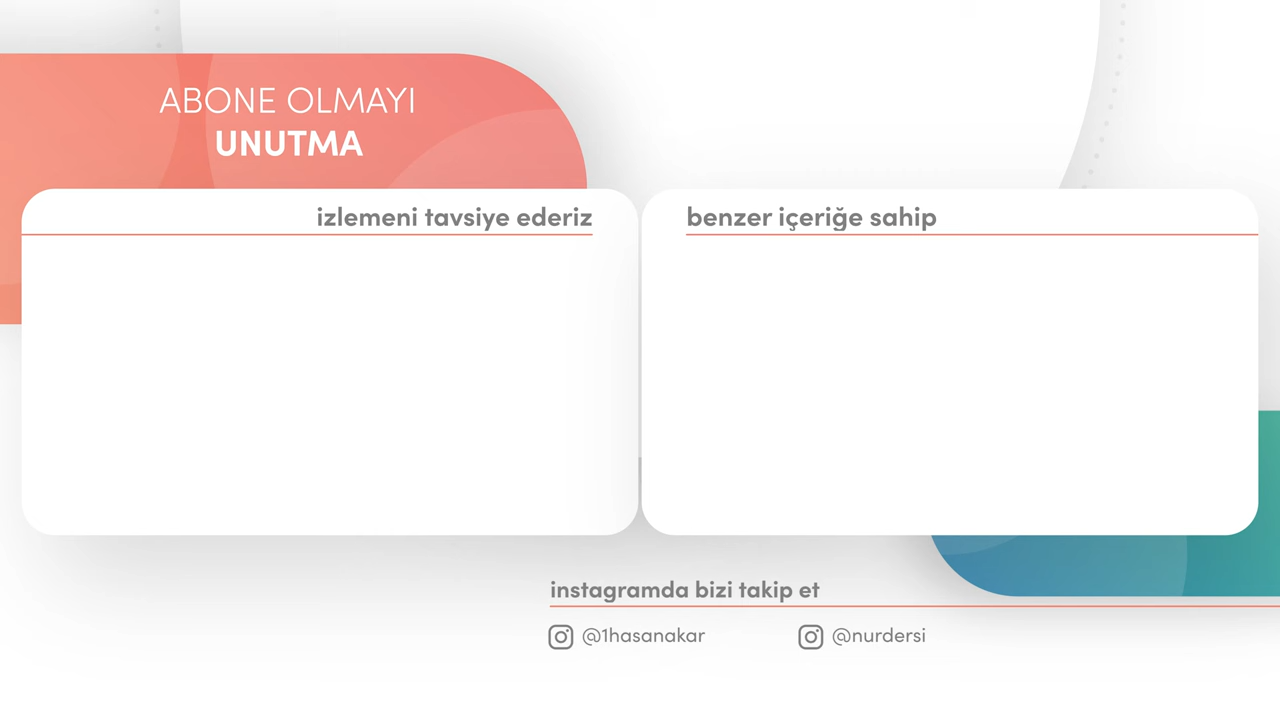 ABONE OLMAYI
UNUTMA
izlemeni tavsiye ederiz
benzer içeriğe sahip
instagramda bizi takip et
@1hasanakar
@nurdersi